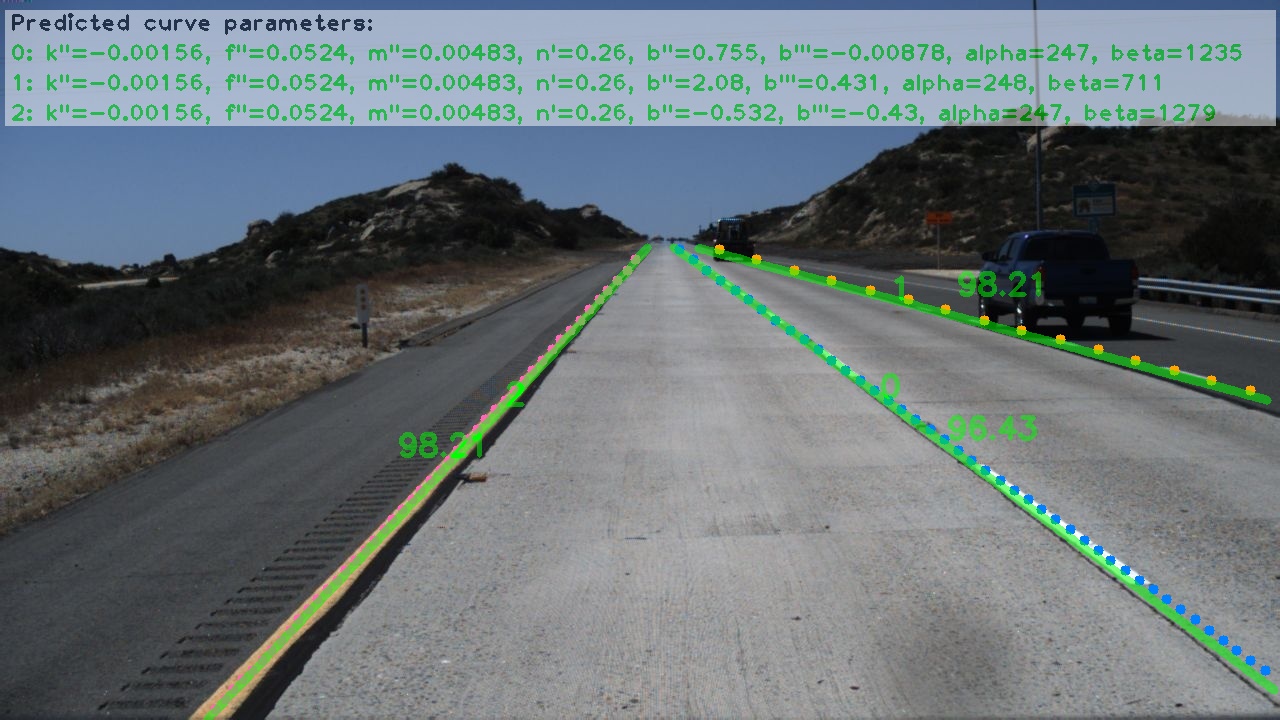 Predicted curve parameters:
0: k''=-0.00156, f''=0.0524, m''=0.00483, n'=0.26, b''=0.755, b'''=-0.00878, alpha=247, beta=1235
1: k''=-0.00156, f''=0.0524, m''=0.00483, n'=0.26, b''=2.08, b'''=0.431, alpha=248, beta=711
2: k''=-0.00156, f''=0.0524, m''=0.00483, n'=0.26, b''=-0.532, b'''=-0.43, alpha=247, beta=1279
1 98.21
2
0
96.43
98.21